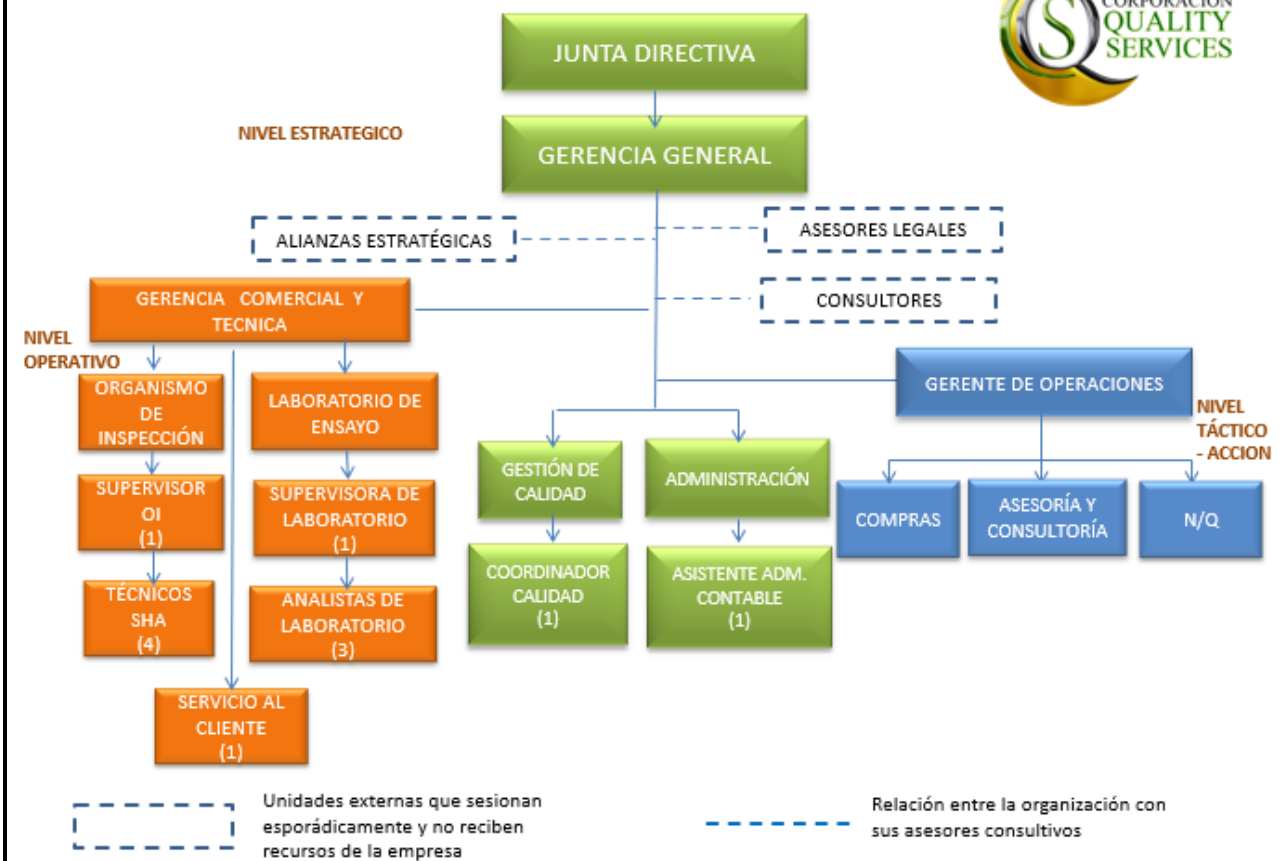 CORPORACIÓN
QUALITY
SERVICES
JUNTA DIRECTIVA
NIVEL ESTRATEGICO
GERENCIA GENERAL
ALIANZAS ESTRATÉGICAS
ASESORES LEGALES
CONSULTORES
GERENCIA COMERCIAL Y
TECNICA
NIVEL
OPERATIVO
ORGANISMO
DE
INSPECCIÓN
LABORATORIO DE
ENSAYO
SUPERVISOR
OI
(1)
SUPERVISORA DE
LABORATORIO
(1)
TÉCNICOS
SHA
(4)
ANALISTAS DE
LABORATORIO
(3)
SERVICIO AL
CLIENTE
(1)
GESTIÓN DE
CALIDAD
ADMINISTRACIÓN
COORDINADOR
CALIDAD
(1)
ASISTENTE ADM.
CONTABLE
(1)
GERENTE DE OPERACIONES
NIVEL
TÁCTICO
- ACCION
COMPRAS
ASESORÍA Y
CONSULTORÍA
N/Q
Unidades externas que sesionan
esporádicamente y no reciben
recursos de la empresa
Relación entre la organización con
sus asesores consultivos